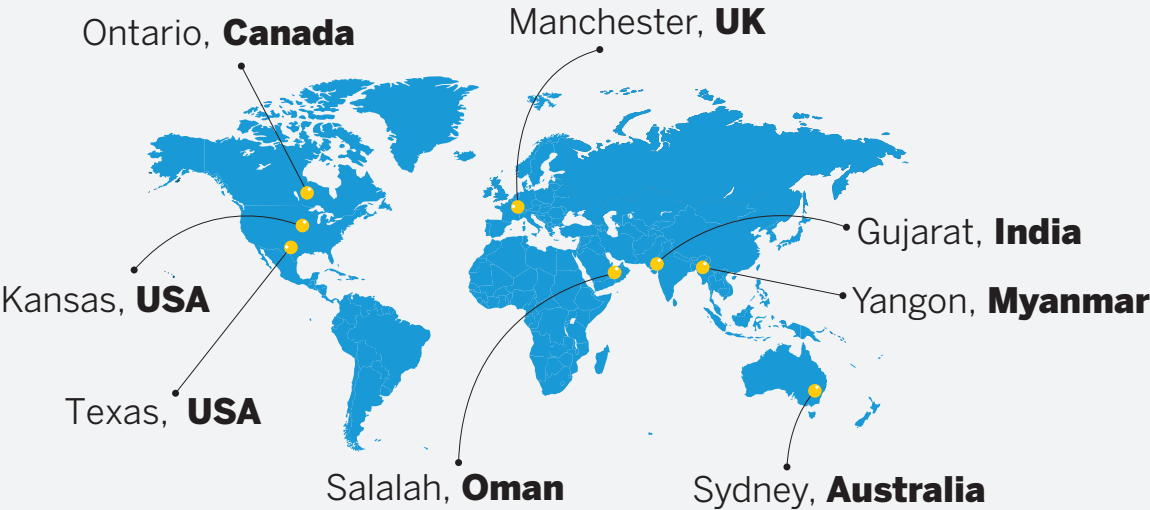 Manchester, UK
Ontario, Canada
Gujarat, India
Kansas, USA
Yangon, Myanmar
Texas, USA
Salalah, Oman
Sydney, Australia